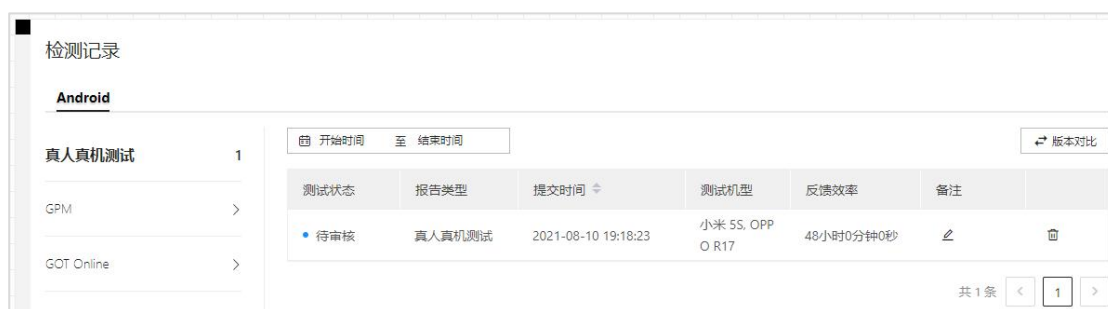 检测记录
Android
真人真机测试 1
GPM
GOT Online
开始时间 至 结束时间
版本对比
测试状态 报告类型 提交时间 测试机型 反馈效率 备注
待审核 真人真机测试 2021-08-10 19:18:23 小米 5S, OPP
O R17 48小时0分钟0秒
共 1 条 1